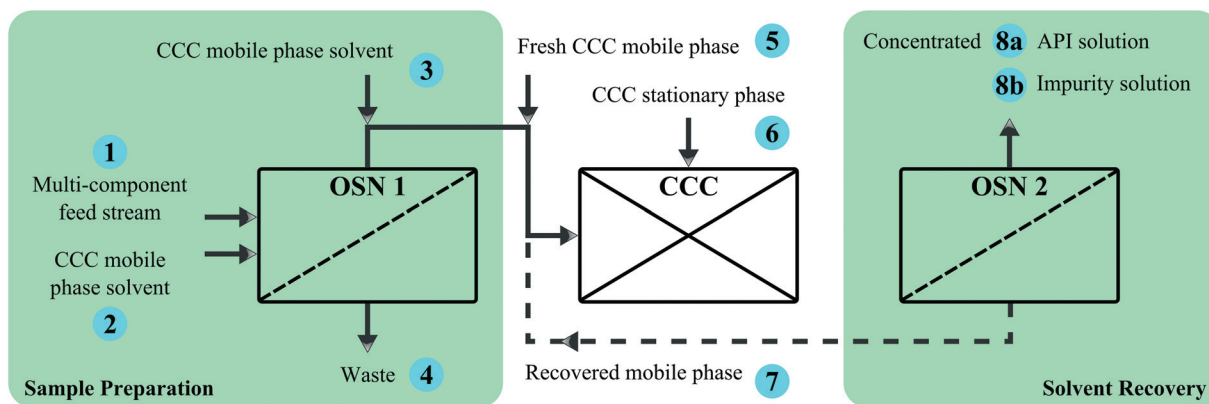 CCC mobile phase solvent
3
1
Multi-component
feed stream
CCC mobile
phase solvent
2
OSN 1
Waste 4
Sample Preparation
Fresh CCC mobile phase 5
CCC stationary phase
6
CCC
Recovered mobile phase 7
Concentrated 8a API solution
8b Impurity solution
OSN 2
Solvent Recovery